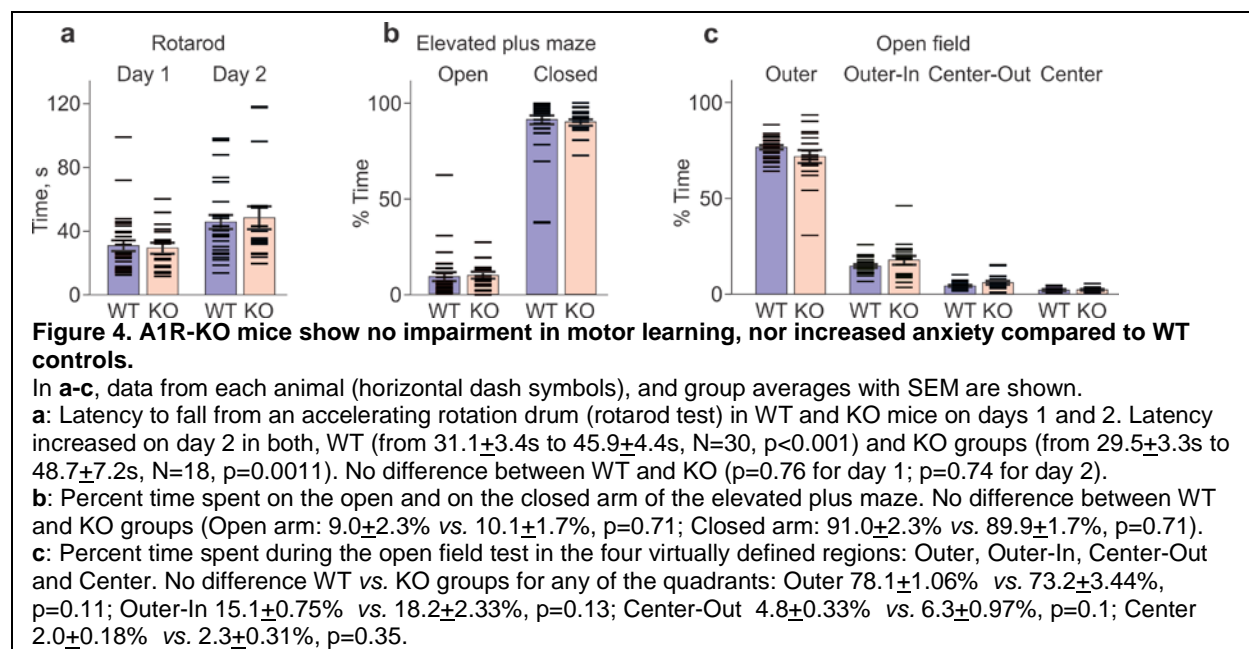 a b c
Rotarod Elevated plus maze Open field
Day 1 Day 2 Open Closed Outer Outer-In Center-Out Center
120
80
40
0
Time, s
100
50
0
% Time
100
50
0
% Time
WT KO WT KO WT KO WT KO WT KO WT KO WT KO WT KO
Figure 4. A1R-KO mice show no impairment in motor learning, nor increased anxiety compared to WT
controls.
In a-c, data from each animal (horizontal dash symbols), and group averages with SEM are shown.
a: Latency to fall from an accelerating rotation drum (rotarod test) in WT and KO mice on days 1 and 2. Latency
increased on day 2 in both, WT (from 31.1+3.4s to 45.9+4.4s, N=30, p<0.001) and KO groups (from 29.5+3.3s to
48.7+7.2s, N=18, p=0.0011). No difference between WT and KO (p=0.76 for day 1; p=0.74 for day 2).
b: Percent time spent on the open and on the closed arm of the elevated plus maze. No difference between WT
and KO groups (Open arm: 9.0+2.3% vs. 10.1+1.7%, p=0.71; Closed arm: 91.0+2.3% vs. 89.9+1.7%, p=0.71).
c: Percent time spent during the open field test in the four virtually defined regions: Outer, Outer-In, Center-Out
and Center. No difference WT vs. KO groups for any of the quadrants: Outer 78.1+1.06% vs. 73.2+3.44%,
p=0.11; Outer-In 15.1+0.75% vs. 18.2+2.33%, p=0.13; Center-Out 4.8+0.33% vs. 6.3+0.97%, p=0.1; Center
2.0+0.18% vs. 2.3+0.31%, p=0.35.